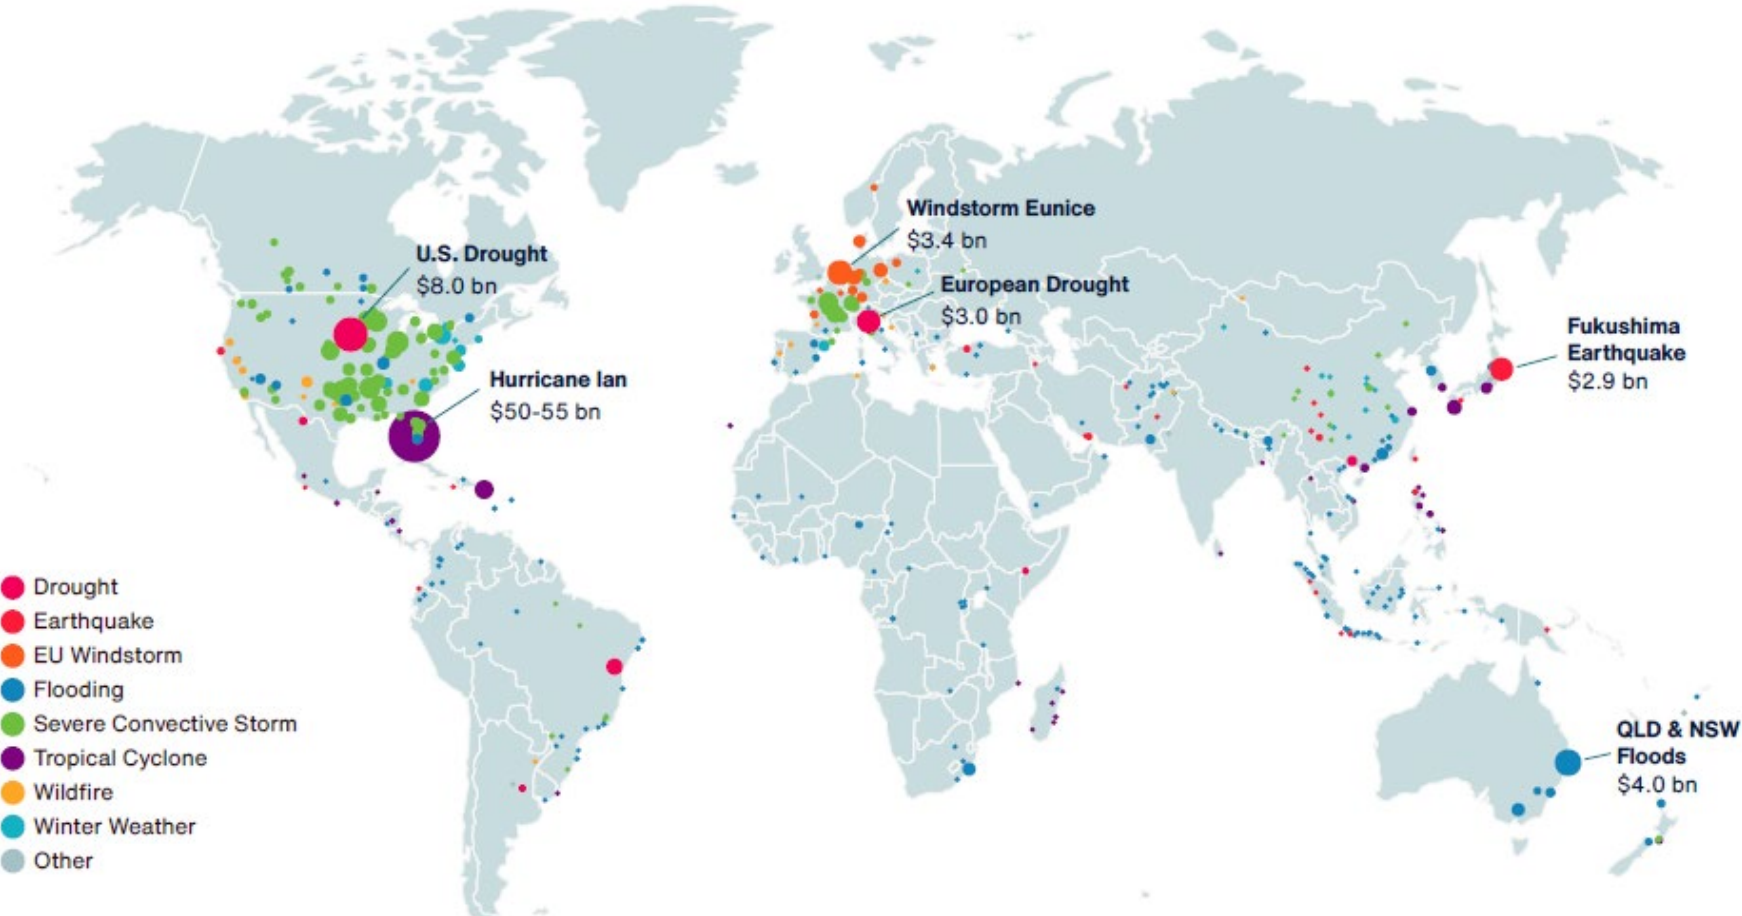 Windstorm Eunice
$3.4 bn
U.S. Drought
$8.0 bn
European Drought
$3.0 bn
Fukushima
Earthquake
$2.9 bn
Hurricane Ian
$50-55 bn
Drought
Earthquake
EU Windstorm
Flooding
Severe Convective Storm
Tropical Cyclone
Wildfire
Winter Weather
Other
QLD & NSW
Floods
$4.0 bn